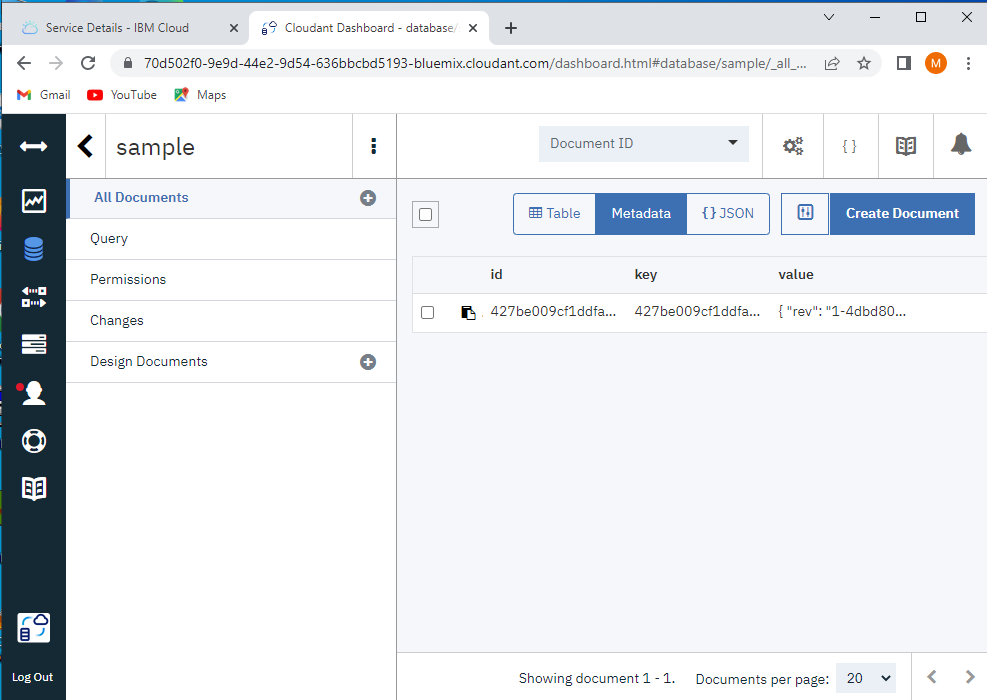 Service Details - IBM Cloud
Cloudant Dashboard - database/
70d502f0-9e9d-44e2-9d54-636bbcbd5193-bluemix.cloudant.com/dashboard.html#database/sample/_all_...
M
Gmail
YouTube
Maps
sample
Document ID
{ }
All Documents
Query
Permissions
Changes
Design Documents
Table
Metadata
{} JSON
Create Document
id key value
427be009cf1ddfa... 427be009cf1ddfa... { "rev": "1-4dbd80...
Log Out
Showing document 1 - 1. Documents per page: 20